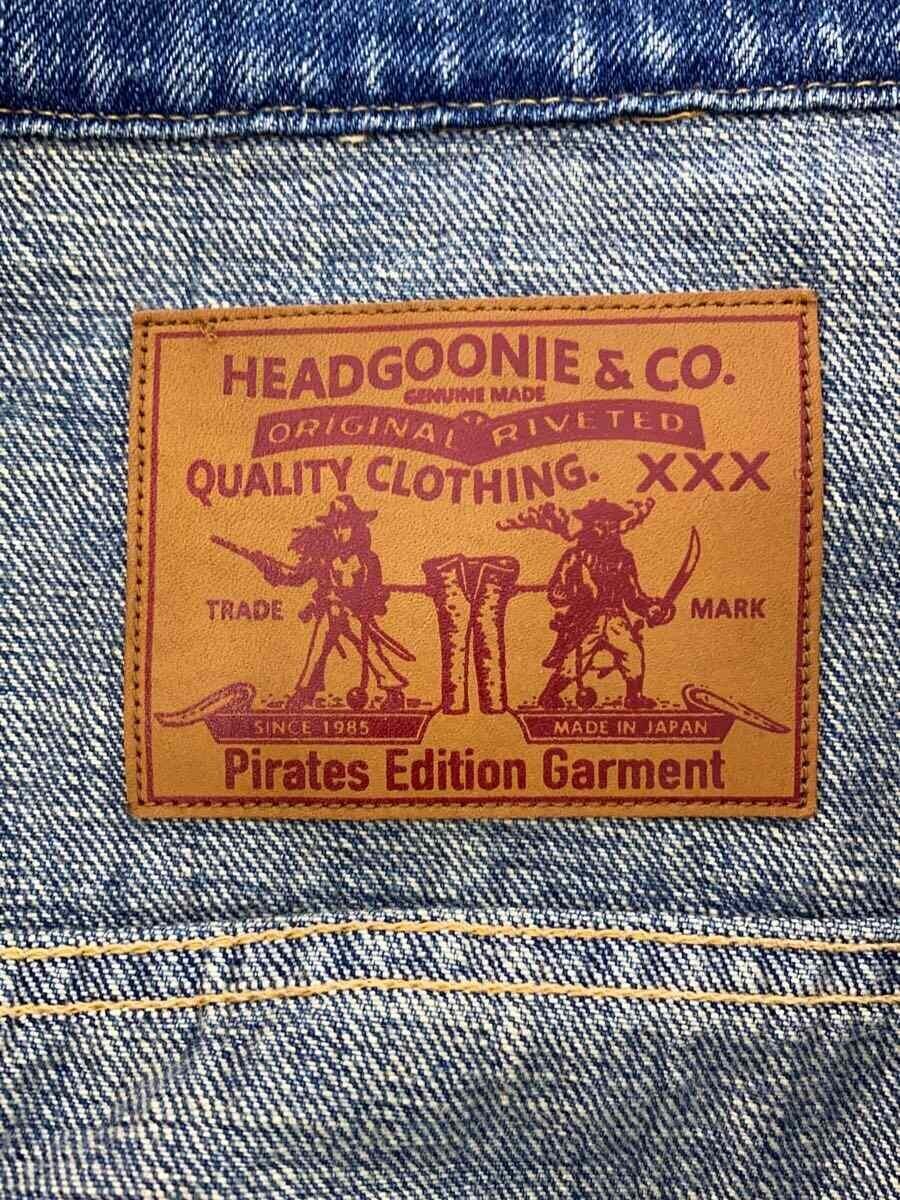 HEADGOONIE & CO.
GENUINE MADE
ORIGINAL RIVETED
QUALITY CLOTHING. XXX
TRADE MARK
SINCE 1985 MADE IN JAPAN
Pirates Edition Garment